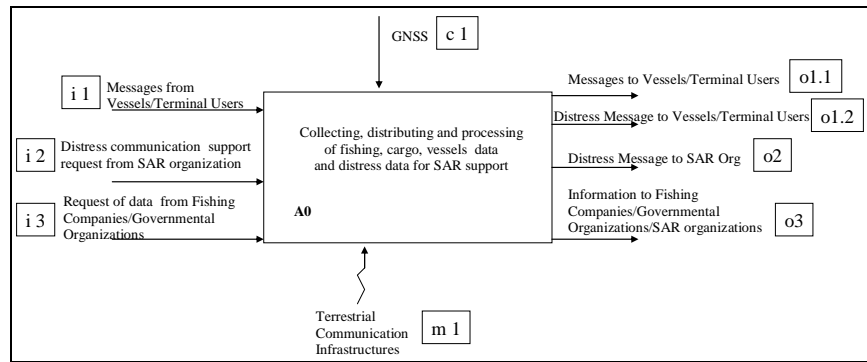 GNSS
c 1
i 1
Messages from
Vessels/Terminal Users
i 2
Distress communication support
request from SAR organization
i 3
Request of data from Fishing
Companies/Governmental
Organizations
Collecting, distributing and processing
of fishing, cargo, vessels data
and distress data for SAR support
A0
Messages to Vessels/Terminal Users
o1.1
Distress Message to Vessels/Terminal Users
o1.2
Distress Message to SAR Org
o2
Information to Fishing
Companies/Governmental
Organizations/SAR organizations
o3
Terrestrial
Communication
Infrastructures
m 1